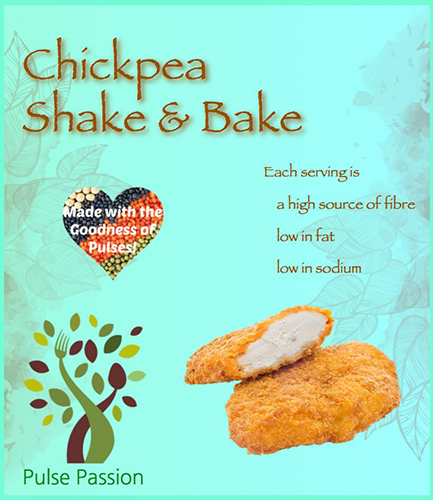 Chickpea
Shake & Bake
Each serving is
a high source of fibre
low in fat
low in sodium
Made with the
Goodness of
Pulses!
Pulse Passion